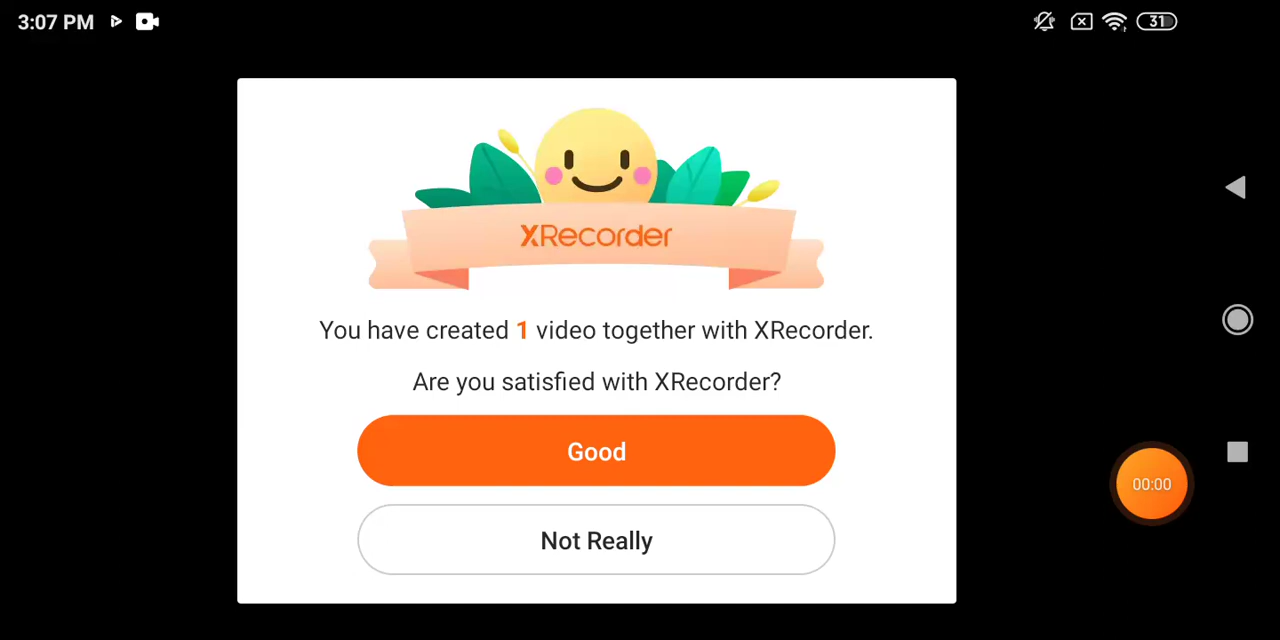 3:07 PM
31
XRecorder
You have created 1 video together with XRecorder.
Are you satisfied with XRecorder?
Good
Not Really
00:00